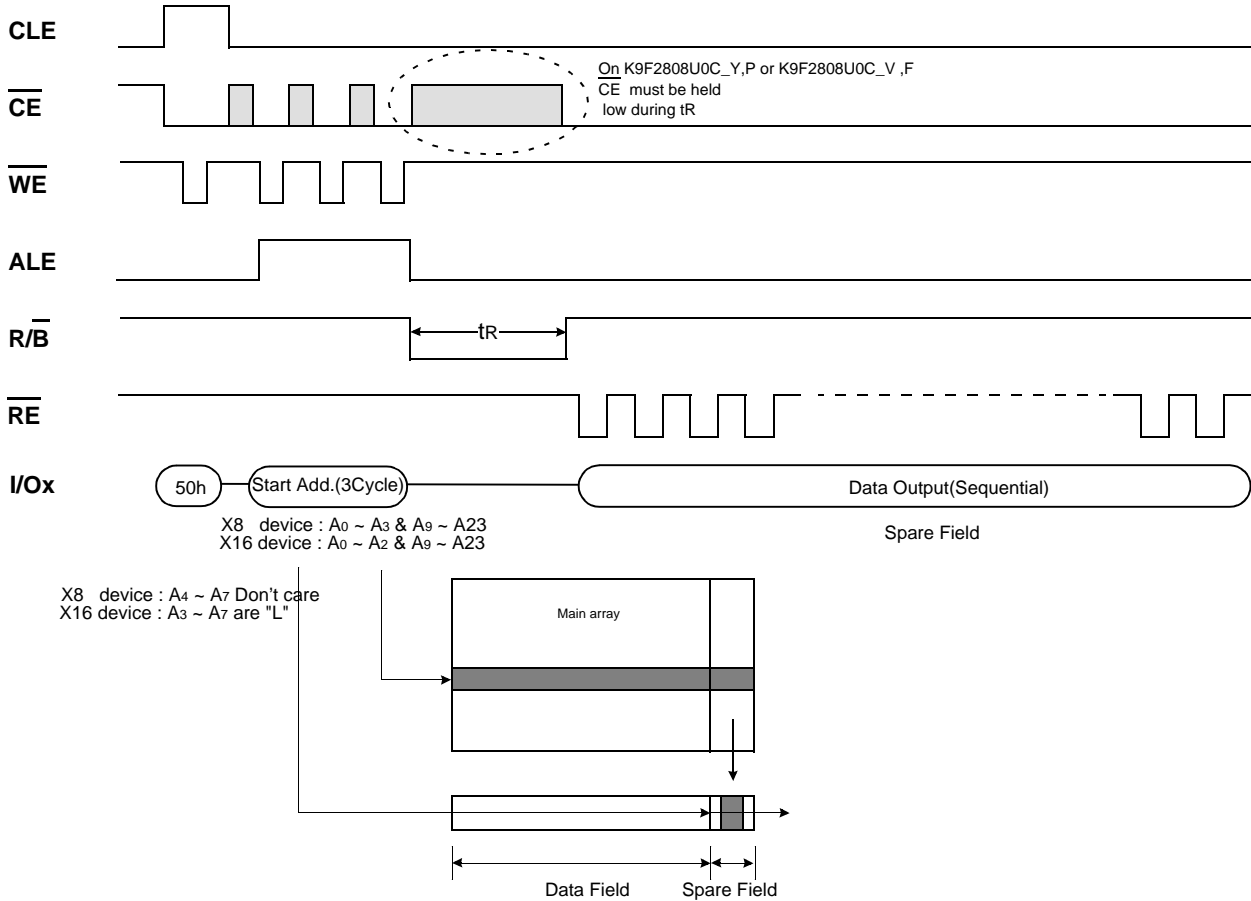 CLE
On K9F2808U0C_Y,P or K9F2808U0C_V ,F
CE must be held
low during tR
CE
WE
ALE
R/B
tR
RE
I/Ox
50h
Start Add.(3Cycle)
Data Output(Sequential)
X8 device : A0 ~ A3 & A9 ~ A23
X16 device : A0 ~ A2 & A9 ~ A23
Spare Field
X8 device : A4 ~ A7 Don't care
X16 device : A3 ~ A7 are "L"
Main array
Data Field
Spare Field